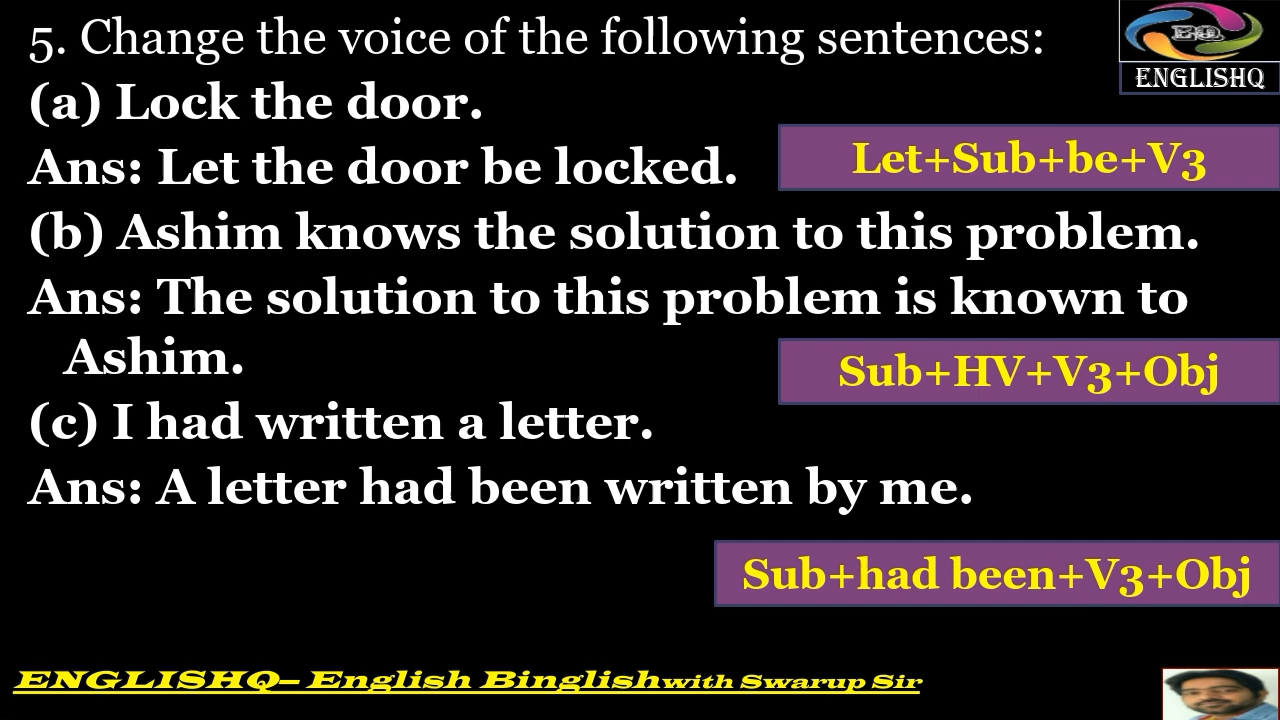 5. Change the voice of the following sentences:
EQ
ENGLISHQ
(a) Lock the door.
Ans: Let the door be locked.
Let+Sub+be+V3
(b) Ashim knows the solution to this problem.
Ans: The solution to this problem is known to
Ashim.
Sub+HV+V3+Obj
(c) I had written a letter.
Ans: A letter had been written by me.
Sub+had been+V3+Obj
ENGLISHQ– English Binglishwith Swarup Sir